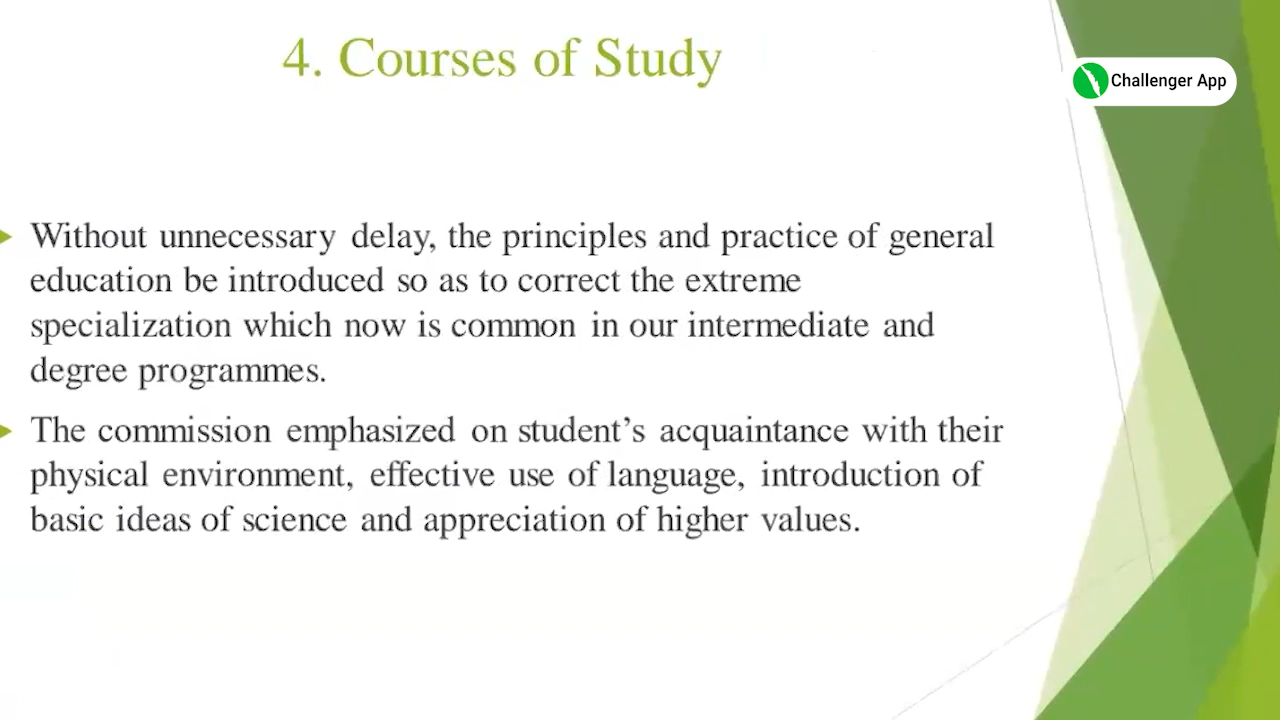 4. Courses of Study
Challenger App
Without unnecessary delay, the principles and practice of general
education be introduced so as to correct the extreme
specialization which now is common in our intermediate and
degree programmes.
The commission emphasized on student’s acquaintance with their
physical environment, effective use of language, introduction of
basic ideas of science and appreciation of higher values.